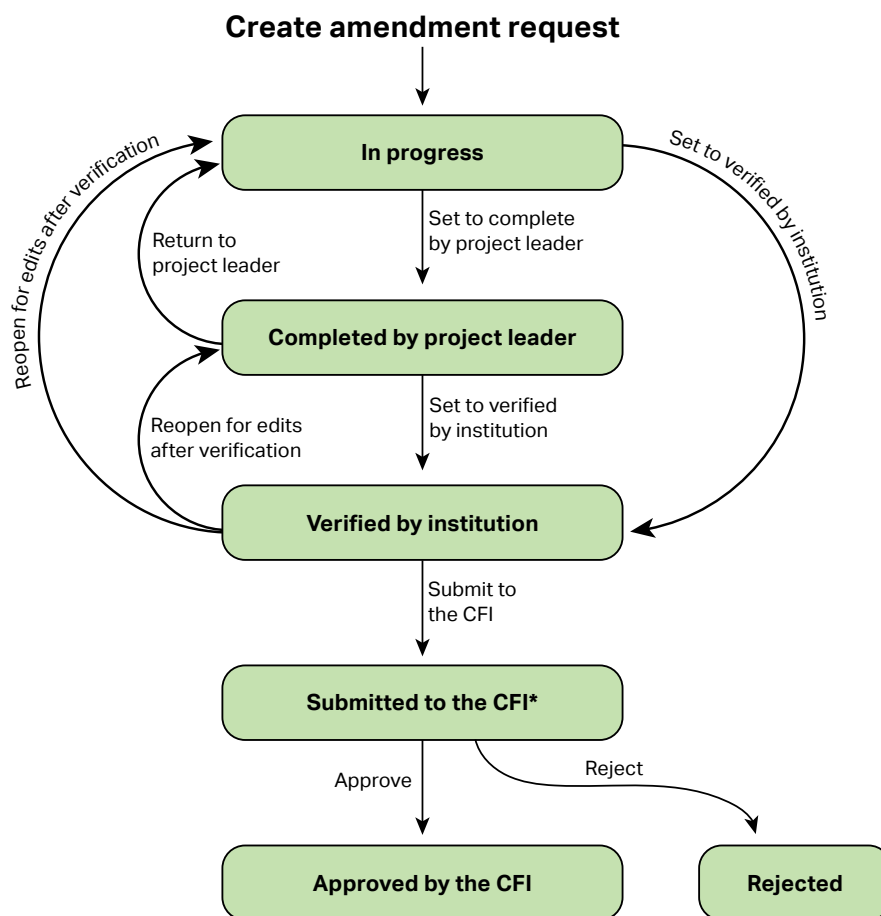 Create amendment request
In progress
Reopen for edits after verification
Set to verified by institution
Set to complete
by project leader
Return to
project leader
Completed by project leader
Set to verified
by institution
Reopen for edits
after verification
Verified by institution
Submit to
the CFI
Submitted to the CFI*
Approve
Reject
Approved by the CFI
Rejected